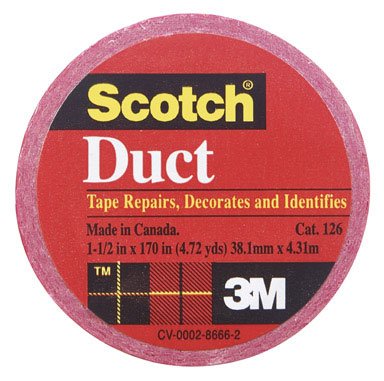 Scotch®
Duct
Tape Repairs, Decorates and Identifies
Made in Canada. Cat. 126
1-1/2 in x 170 in (4.72 yds) 38.1mm x 4.31m
™
3M
CV-0002-8666-2